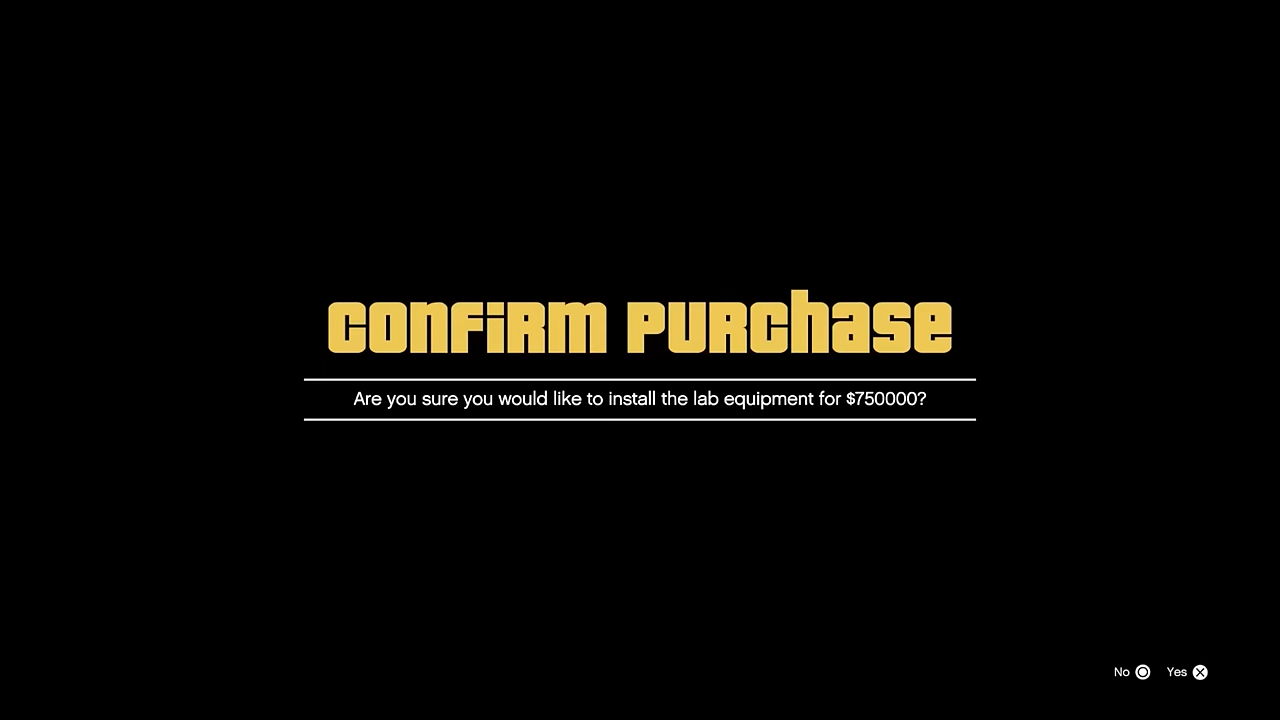 CONFIRM PURCHASE
Are you sure you would like to install the lab equipment for $750000?
No Yes